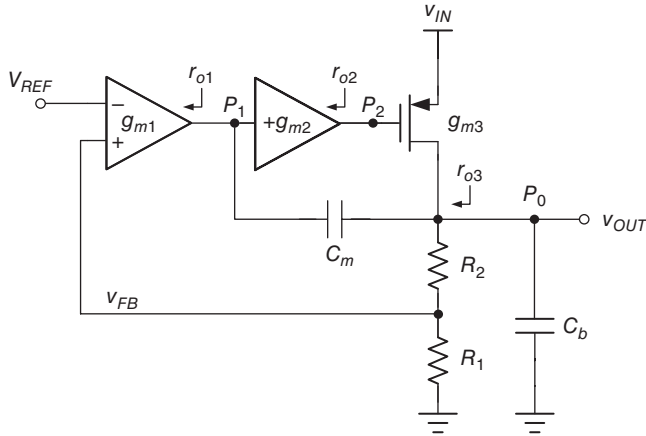 v_IN
V_REF
r_o1
r_o2
− g_m1 +
P_1
+g_m2
P_2
g_m3
r_o3
P_0
v_OUT
C_m
R_2
v_FB
C_b
R_1